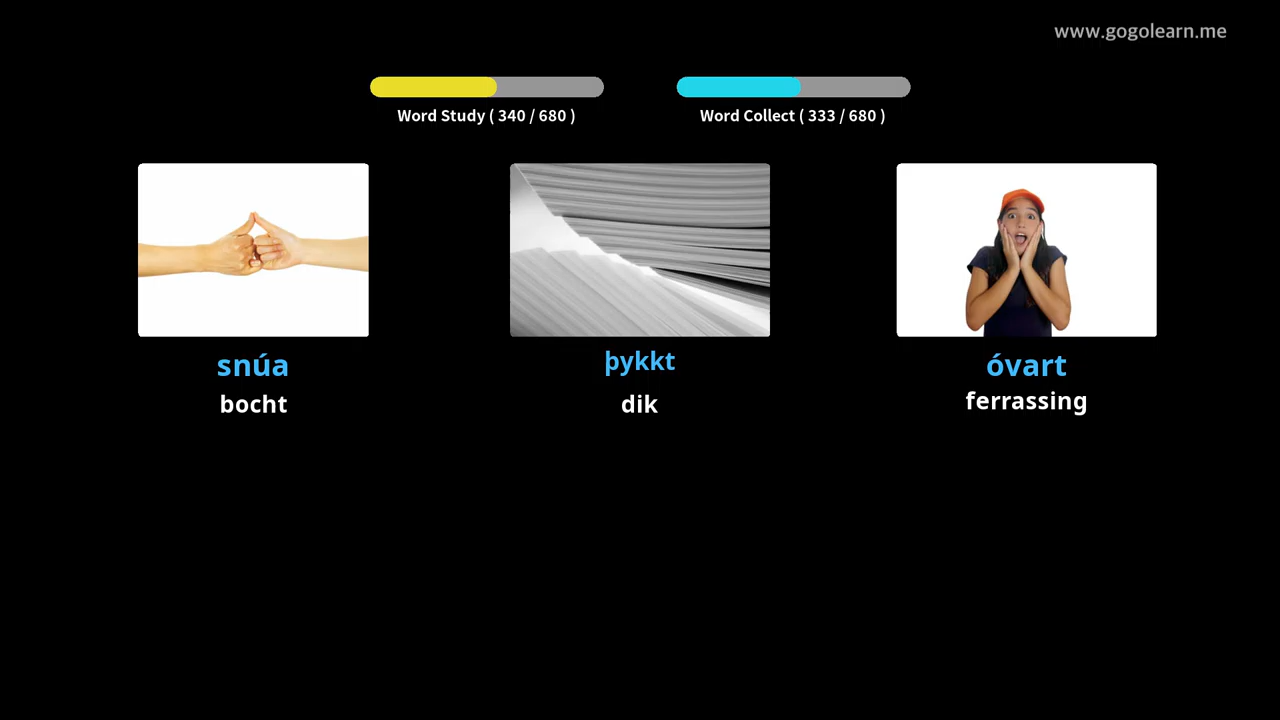 www.gogolearn.me
Word Study ( 340 / 680 )
Word Collect ( 333 / 680 )
snúa
bocht
þykkt
dik
óvart
ferrassing